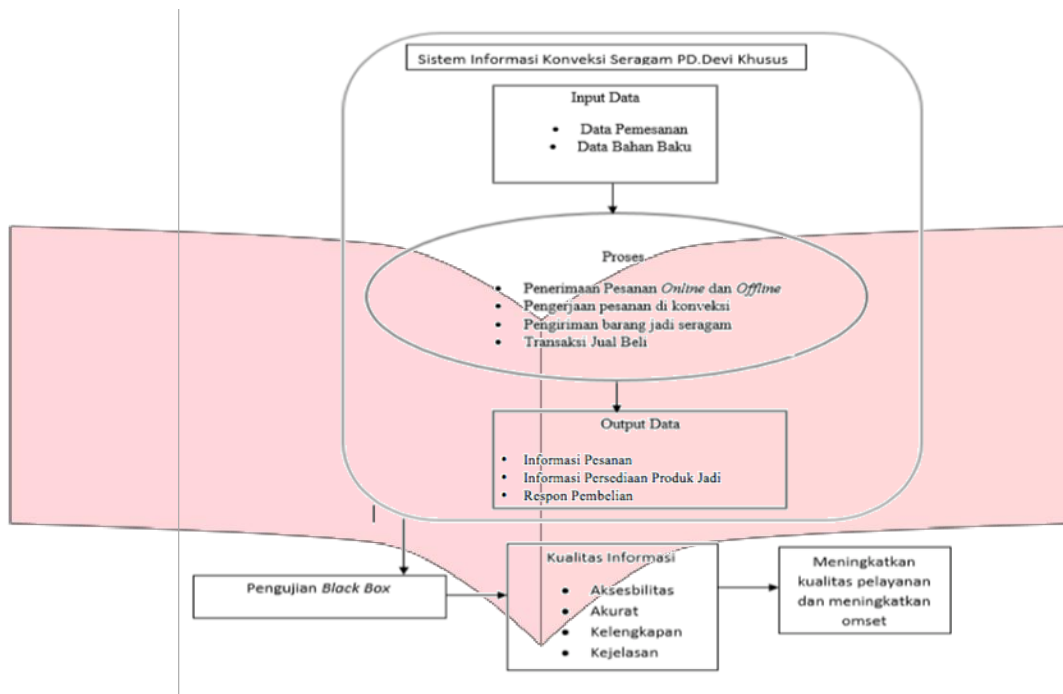 Sistem Informasi Konveksi Seragam PD.Devi Khusus
Input Data
• Data Pemesanan
• Data Bahan Baku
Proses
• Penerimaan Pesanan Online dan Offline
• Pengerjaan pesanan di konveksi
• Pengiriman barang jadi seragam
• Transaksi Jual Beli
Output Data
• Informasi Pesanan
• Informasi Persediaan Produk Jadi
• Respon Pembelian
Pengujian Black Box
Kualitas Informasi
• Aksesbilitas
• Akurat
• Kelengkapan
• Kejelasan
Meningkatkan
kualitas pelayanan
dan meningkatkan
omset